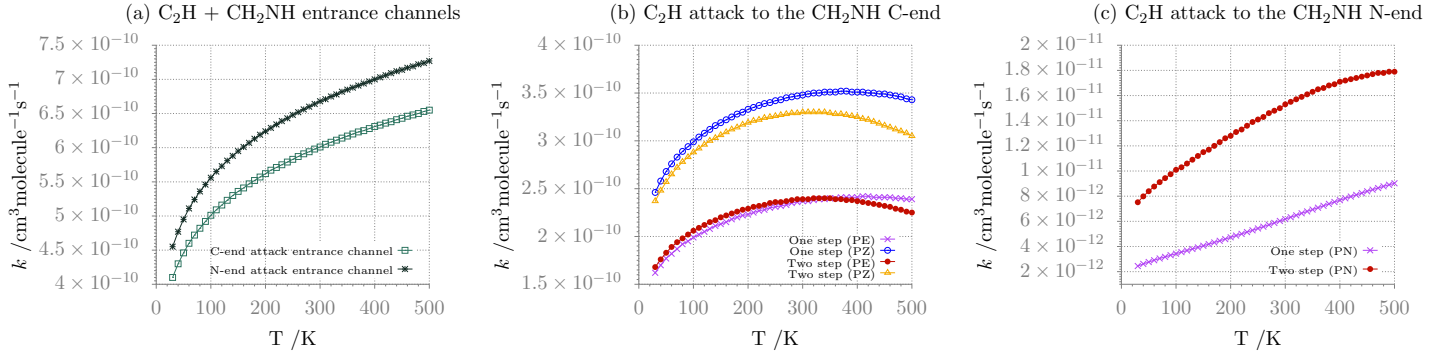 (a) C₂H + CH₂NH entrance channels
k /cm³molecule⁻¹s⁻¹
7.5 × 10⁻¹⁰
7 × 10⁻¹⁰
6.5 × 10⁻¹⁰
6 × 10⁻¹⁰
5.5 × 10⁻¹⁰
5 × 10⁻¹⁰
4.5 × 10⁻¹⁰
4 × 10⁻¹⁰
C-end attack entrance channel
N-end attack entrance channel
0 100 200 300 400 500
T /K
(b) C₂H attack to the CH₂NH C-end
k /cm³molecule⁻¹s⁻¹
4 × 10⁻¹⁰
3.5 × 10⁻¹⁰
3 × 10⁻¹⁰
2.5 × 10⁻¹⁰
2 × 10⁻¹⁰
1.5 × 10⁻¹⁰
One step (PE)
One step (PZ)
Two step (PE)
Two step (PZ)
0 100 200 300 400 500
T /K
(c) C₂H attack to the CH₂NH N-end
k /cm³molecule⁻¹s⁻¹
2 × 10⁻¹¹
1.8 × 10⁻¹¹
1.6 × 10⁻¹¹
1.4 × 10⁻¹¹
1.2 × 10⁻¹¹
1 × 10⁻¹¹
8 × 10⁻¹²
6 × 10⁻¹²
4 × 10⁻¹²
2 × 10⁻¹²
One step (PN)
Two step (PN)
0 100 200 300 400 500
T /K